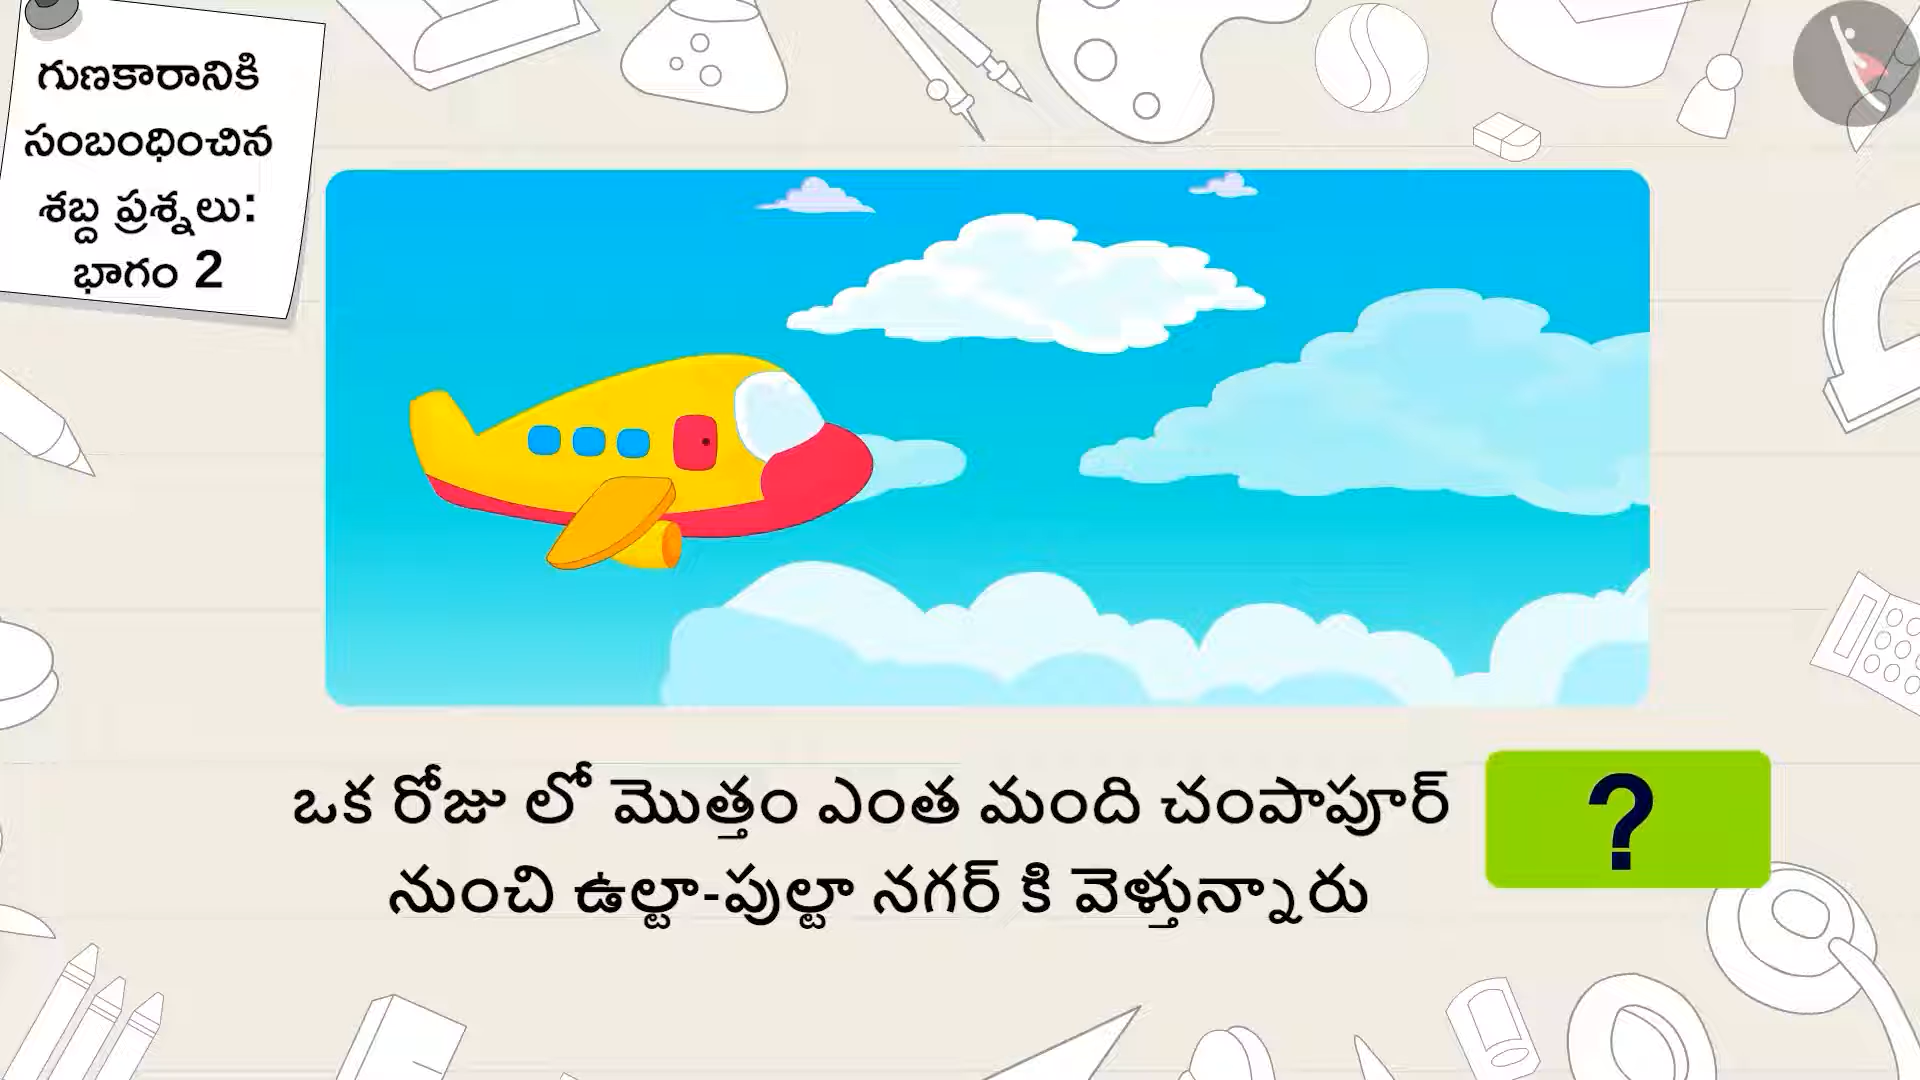 గుణకారానికి
సంబంధించిన
శబ్ద ప్రశ్నలు:
భాగం 2
ఒక రోజు లో మొత్తం ఎంత మంది చంపాపూర్
నుంచి ఉల్టా-పుల్టా నగర్ కి వెళ్తున్నారు
?